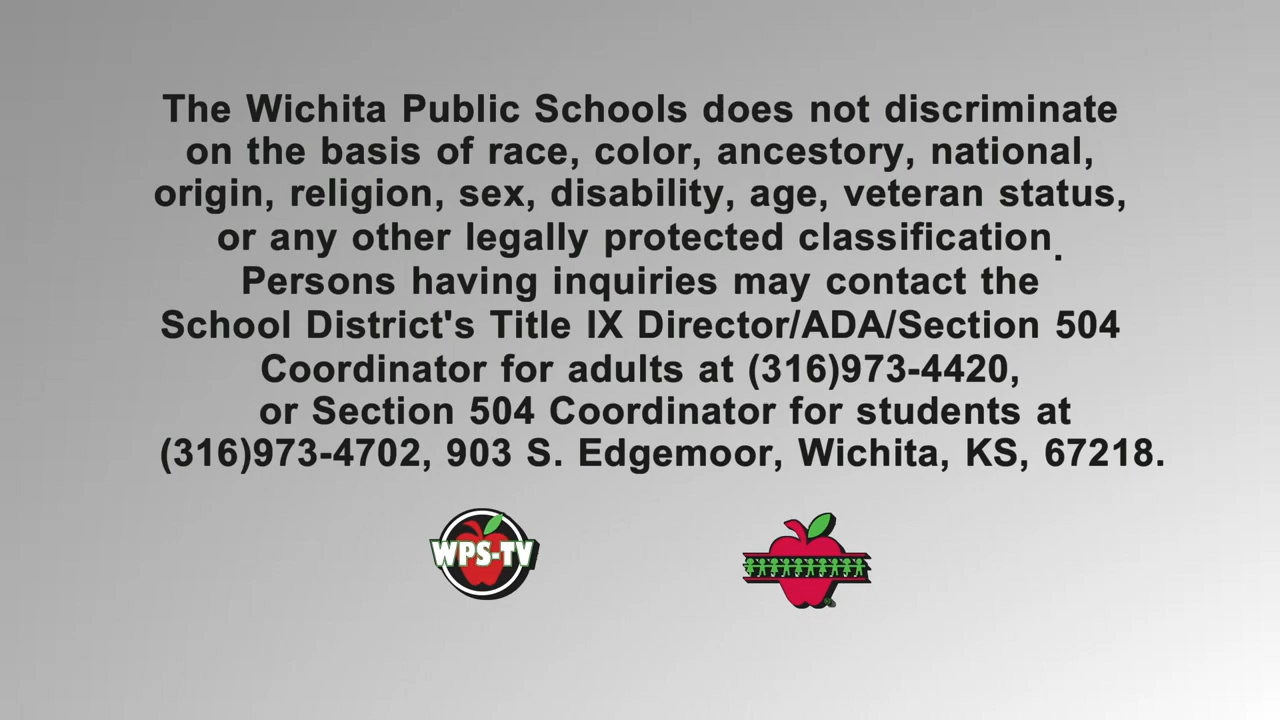 The Wichita Public Schools does not discriminate
on the basis of race, color, ancestory, national,
origin, religion, sex, disability, age, veteran status,
or any other legally protected classification.
Persons having inquiries may contact the
School District's Title IX Director/ADA/Section 504
Coordinator for adults at (316)973-4420,
or Section 504 Coordinator for students at
(316)973-4702, 903 S. Edgemoor, Wichita, KS, 67218.
WPS-TV